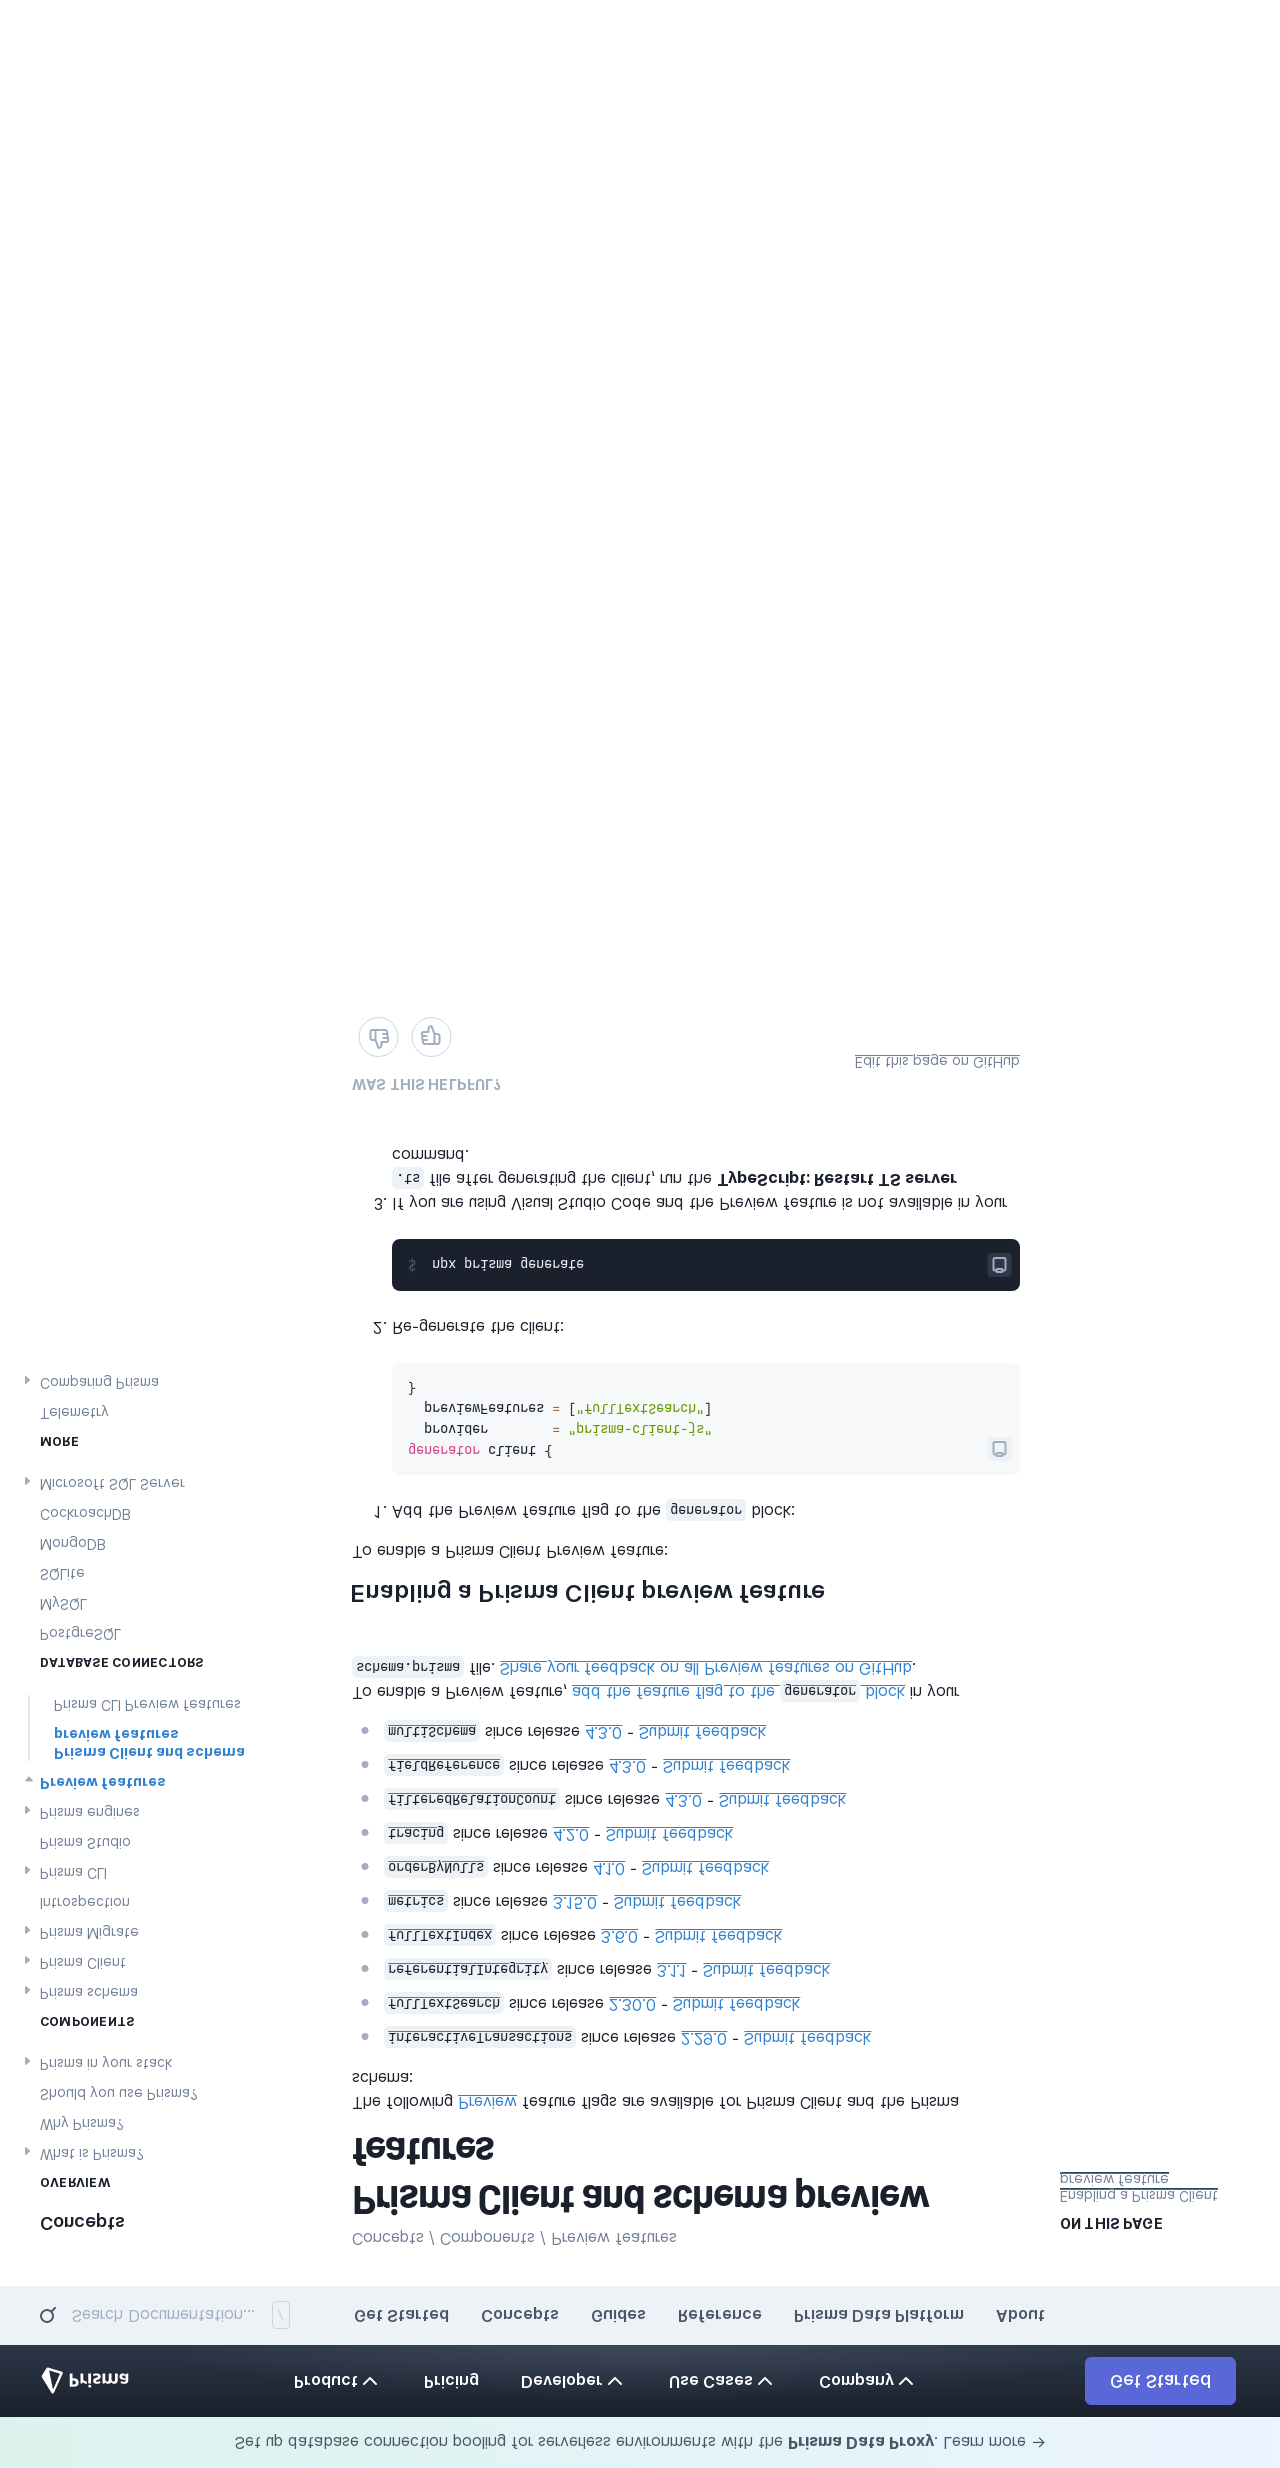 Set up database connection pooling for serverless environments with the Prisma Data Proxy. Learn more →
Prisma
Product
Pricing
Developer
Use Cases
Company
Get Started
Search Documentation... /
Get Started
Concepts
Guides
Reference
Prisma Data Platform
About
Concepts
OVERVIEW
What is Prisma?
Why Prisma?
Should you use Prisma?
Prisma in your stack
COMPONENTS
Prisma schema
Prisma Client
Prisma Migrate
Introspection
Prisma CLI
Prisma Studio
Prisma engines
Preview features
Prisma Client and schema
preview features
Prisma CLI Preview features
DATABASE CONNECTORS
PostgreSQL
MySQL
SQLite
MongoDB
CockroachDB
Microsoft SQL Server
MORE
Telemetry
Comparing Prisma
Concepts / Components / Preview features
Prisma Client and schema preview
features
The following Preview feature flags are available for Prisma Client and the Prisma
schema:
interactiveTransactions since release 2.29.0 - Submit feedback
fullTextSearch since release 2.30.0 - Submit feedback
referentialIntegrity since release 3.1.1 - Submit feedback
fullTextIndex since release 3.6.0 - Submit feedback
metrics since release 3.15.0 - Submit feedback
orderByNulls since release 4.1.0 - Submit feedback
tracing since release 4.2.0 - Submit feedback
filteredRelationCount since release 4.3.0 - Submit feedback
fieldReference since release 4.3.0 - Submit feedback
multiSchema since release 4.3.0 - Submit feedback
To enable a Preview feature, add the feature flag to the generator block in your
schema.prisma file. Share your feedback on all Preview features on GitHub.
Enabling a Prisma Client preview feature
To enable a Prisma Client Preview feature:
1. Add the Preview feature flag to the generator block:
generator client {
  provider        = "prisma-client-js"
  previewFeatures = ["fullTextSearch"]
}
2. Re-generate the client:
$ npx prisma generate
3. If you are using Visual Studio Code and the Preview feature is not available in your
.ts file after generating the client, run the TypeScript: Restart TS server
command.
WAS THIS HELPFUL?
Edit this page on GitHub
ON THIS PAGE
Enabling a Prisma Client
preview feature